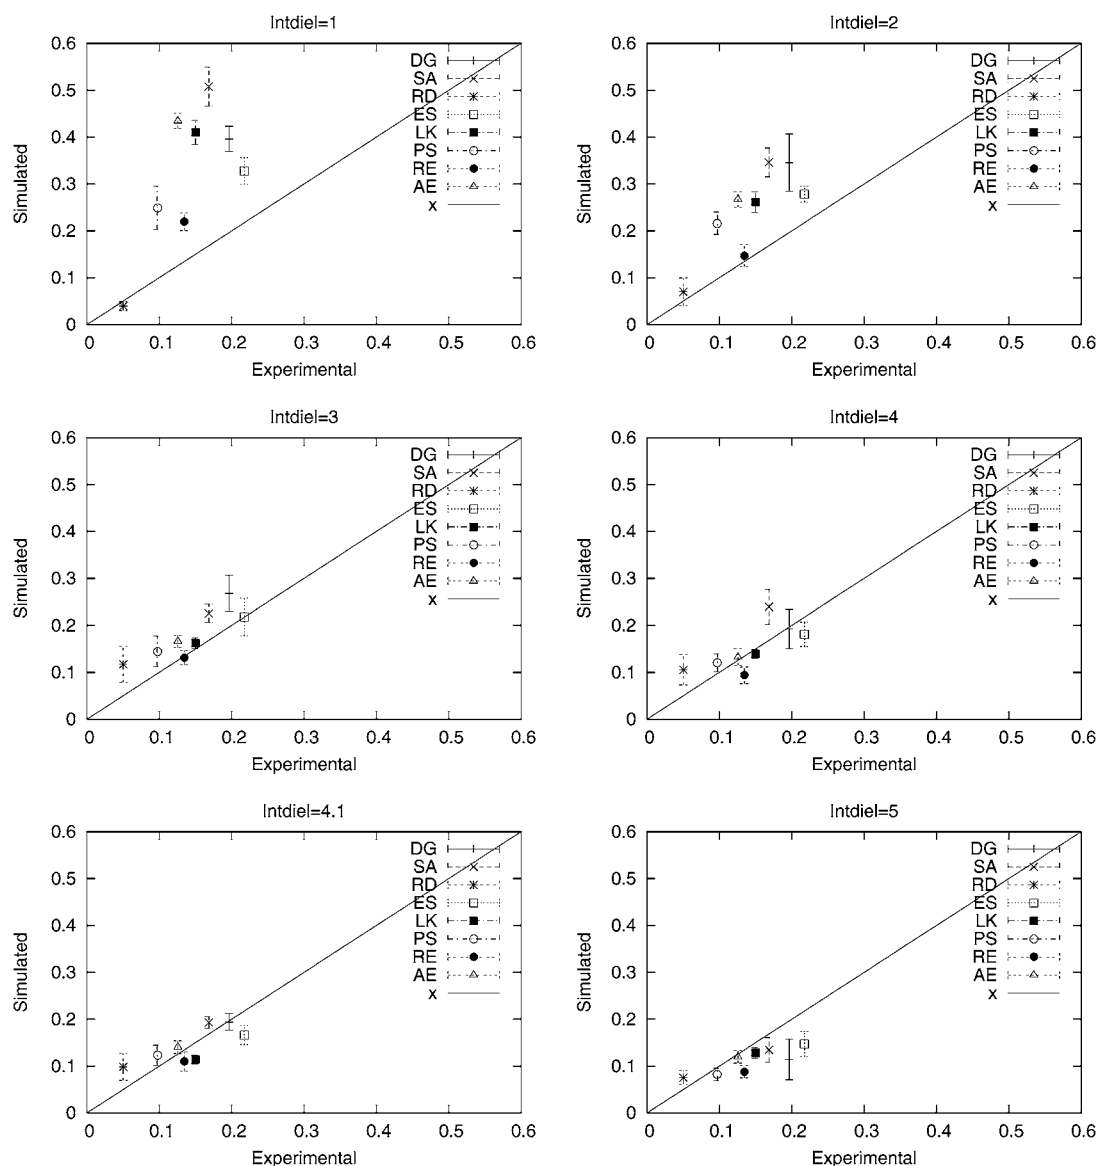 Intdiel=1
0.6
0.5
0.4
0.3
0.2
0.1
0
Simulated
DG
SA
RD
ES
LK
PS
RE
AE
x
0 0.1 0.2 0.3 0.4 0.5 0.6
Experimental
Intdiel=2
0.6
0.5
0.4
0.3
0.2
0.1
0
Simulated
DG
SA
RD
ES
LK
PS
RE
AE
x
0 0.1 0.2 0.3 0.4 0.5 0.6
Experimental
Intdiel=3
0.6
0.5
0.4
0.3
0.2
0.1
0
Simulated
DG
SA
RD
ES
LK
PS
RE
AE
x
0 0.1 0.2 0.3 0.4 0.5 0.6
Experimental
Intdiel=4
0.6
0.5
0.4
0.3
0.2
0.1
0
Simulated
DG
SA
RD
ES
LK
PS
RE
AE
x
0 0.1 0.2 0.3 0.4 0.5 0.6
Experimental
Intdiel=4.1
0.6
0.5
0.4
0.3
0.2
0.1
0
Simulated
DG
SA
RD
ES
LK
PS
RE
AE
x
0 0.1 0.2 0.3 0.4 0.5 0.6
Experimental
Intdiel=5
0.6
0.5
0.4
0.3
0.2
0.1
0
Simulated
DG
SA
RD
ES
LK
PS
RE
AE
x
0 0.1 0.2 0.3 0.4 0.5 0.6
Experimental